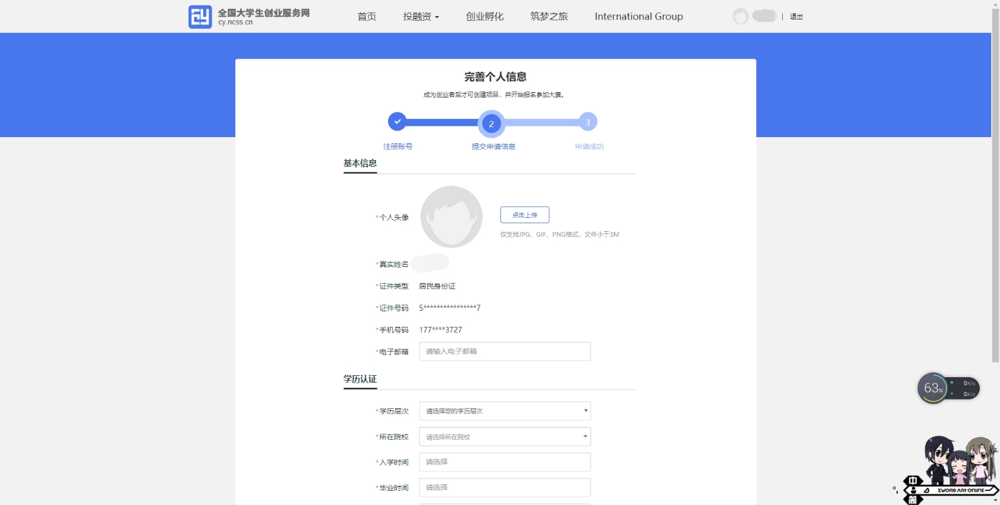 全国大学生创业服务网
cy.ncss.cn
首页 投融资 创业孵化 筑梦之旅 International Group | 退出
完善个人信息
成为创业者后才可创建项目，并开始报名参加大赛。
2 3
注册账号 提交申请信息 申请成功
基本信息
*个人头像
点击上传
仅支持JPG、GIF、PNG格式，文件小于3M
*真实姓名
*证件类型 居民身份证
*证件号码 5****************7
*手机号码 177****3727
*电子邮箱 请输入电子邮箱
学历认证
*学历层次 请选择您的学历层次
*所在院校 请选择所在院校
*入学时间 请选择
*毕业时间 请选择
63%
0K/s
0K/s
中
SWORD ART ONLINE
简